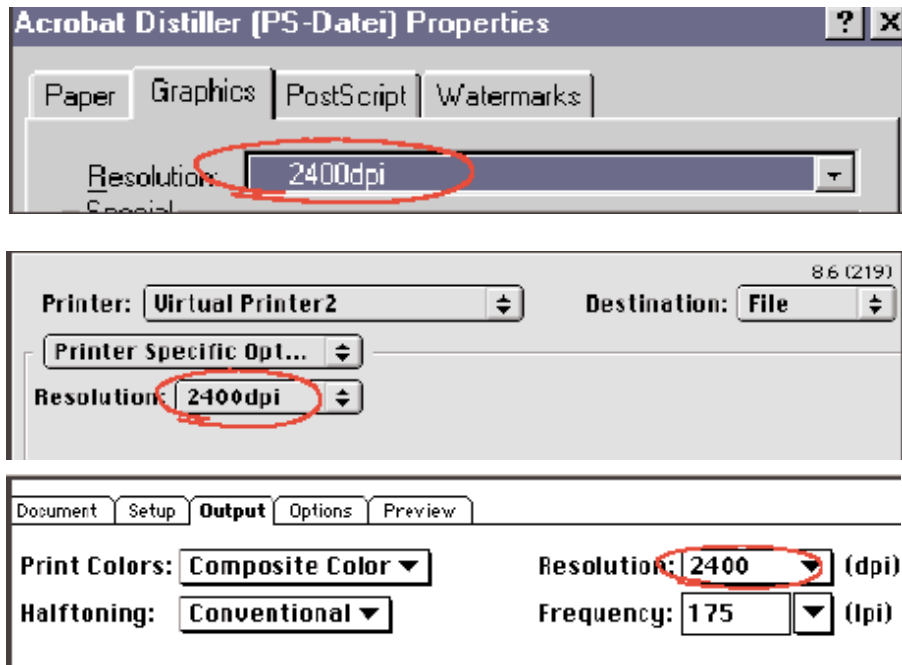 Acrobat Distiller (PS-Datei) Properties ? X
Paper Graphics PostScript Watermarks
Resolution: 2400dpi
Special
8.6 (219)
Printer: Virtual Printer2 Destination: File
Printer Specific Opt...
Resolution: 2400dpi
Document Setup Output Options Preview
Print Colors: Composite Color Resolution: 2400 (dpi)
Halftoning: Conventional Frequency: 175 (lpi)